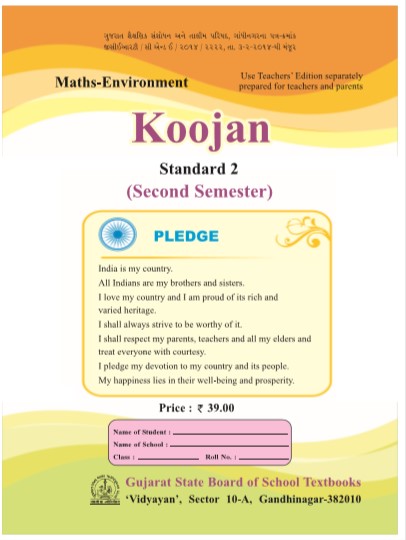 ગુજરાત શૈક્ષણિક સંશોધન અને તાલીમ પરિષદ, ગાંધીનગરના પત્ર-ક્રમાંક
જીસીઈઆરટી / સી એન્ડ ઈ / ૨૦૧૪ / ૨૨૨૨, તા. ૩-૨-૨૦૧૪-થી મંજૂર
Maths-Environment
Use Teachers' Edition separately
prepared for teachers and parents
Koojan
Standard 2
(Second Semester)
PLEDGE
India is my country.
All Indians are my brothers and sisters.
I love my country and I am proud of its rich and
varied heritage.
I shall always strive to be worthy of it.
I shall respect my parents, teachers and all my elders and
treat everyone with courtesy.
I pledge my devotion to my country and its people.
My happiness lies in their well-being and prosperity.
Price : ₹ 39.00
Name of Student :
Name of School :
Class : Roll No. :
Gujarat State Board of School Textbooks
'Vidyayan', Sector 10-A, Gandhinagar-382010